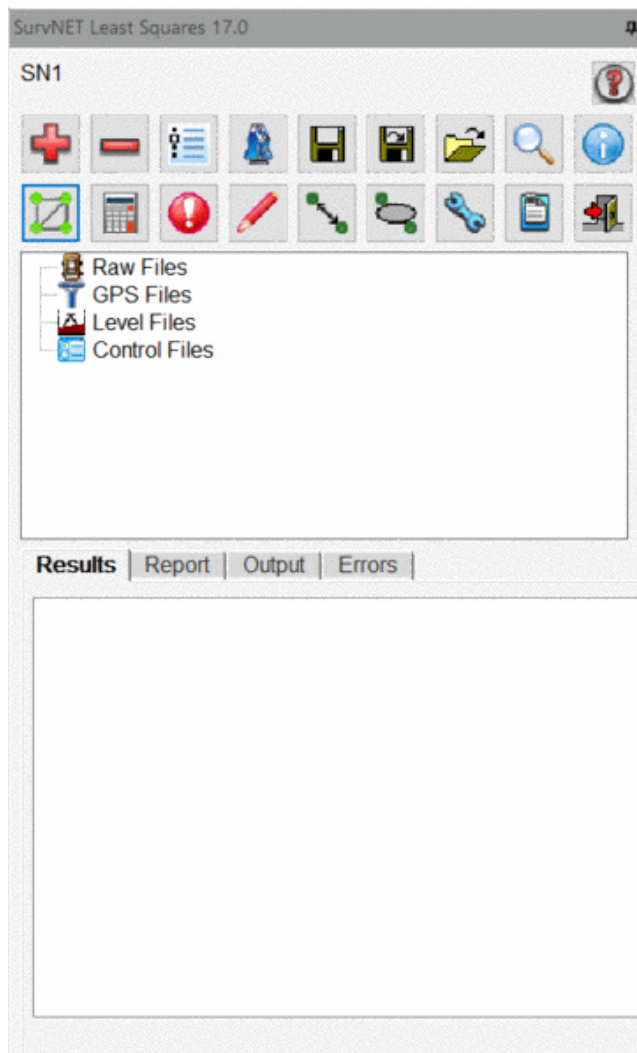 SurvNET Least Squares 17.0
SN1
Raw Files
GPS Files
Level Files
Control Files
Results Report Output Errors